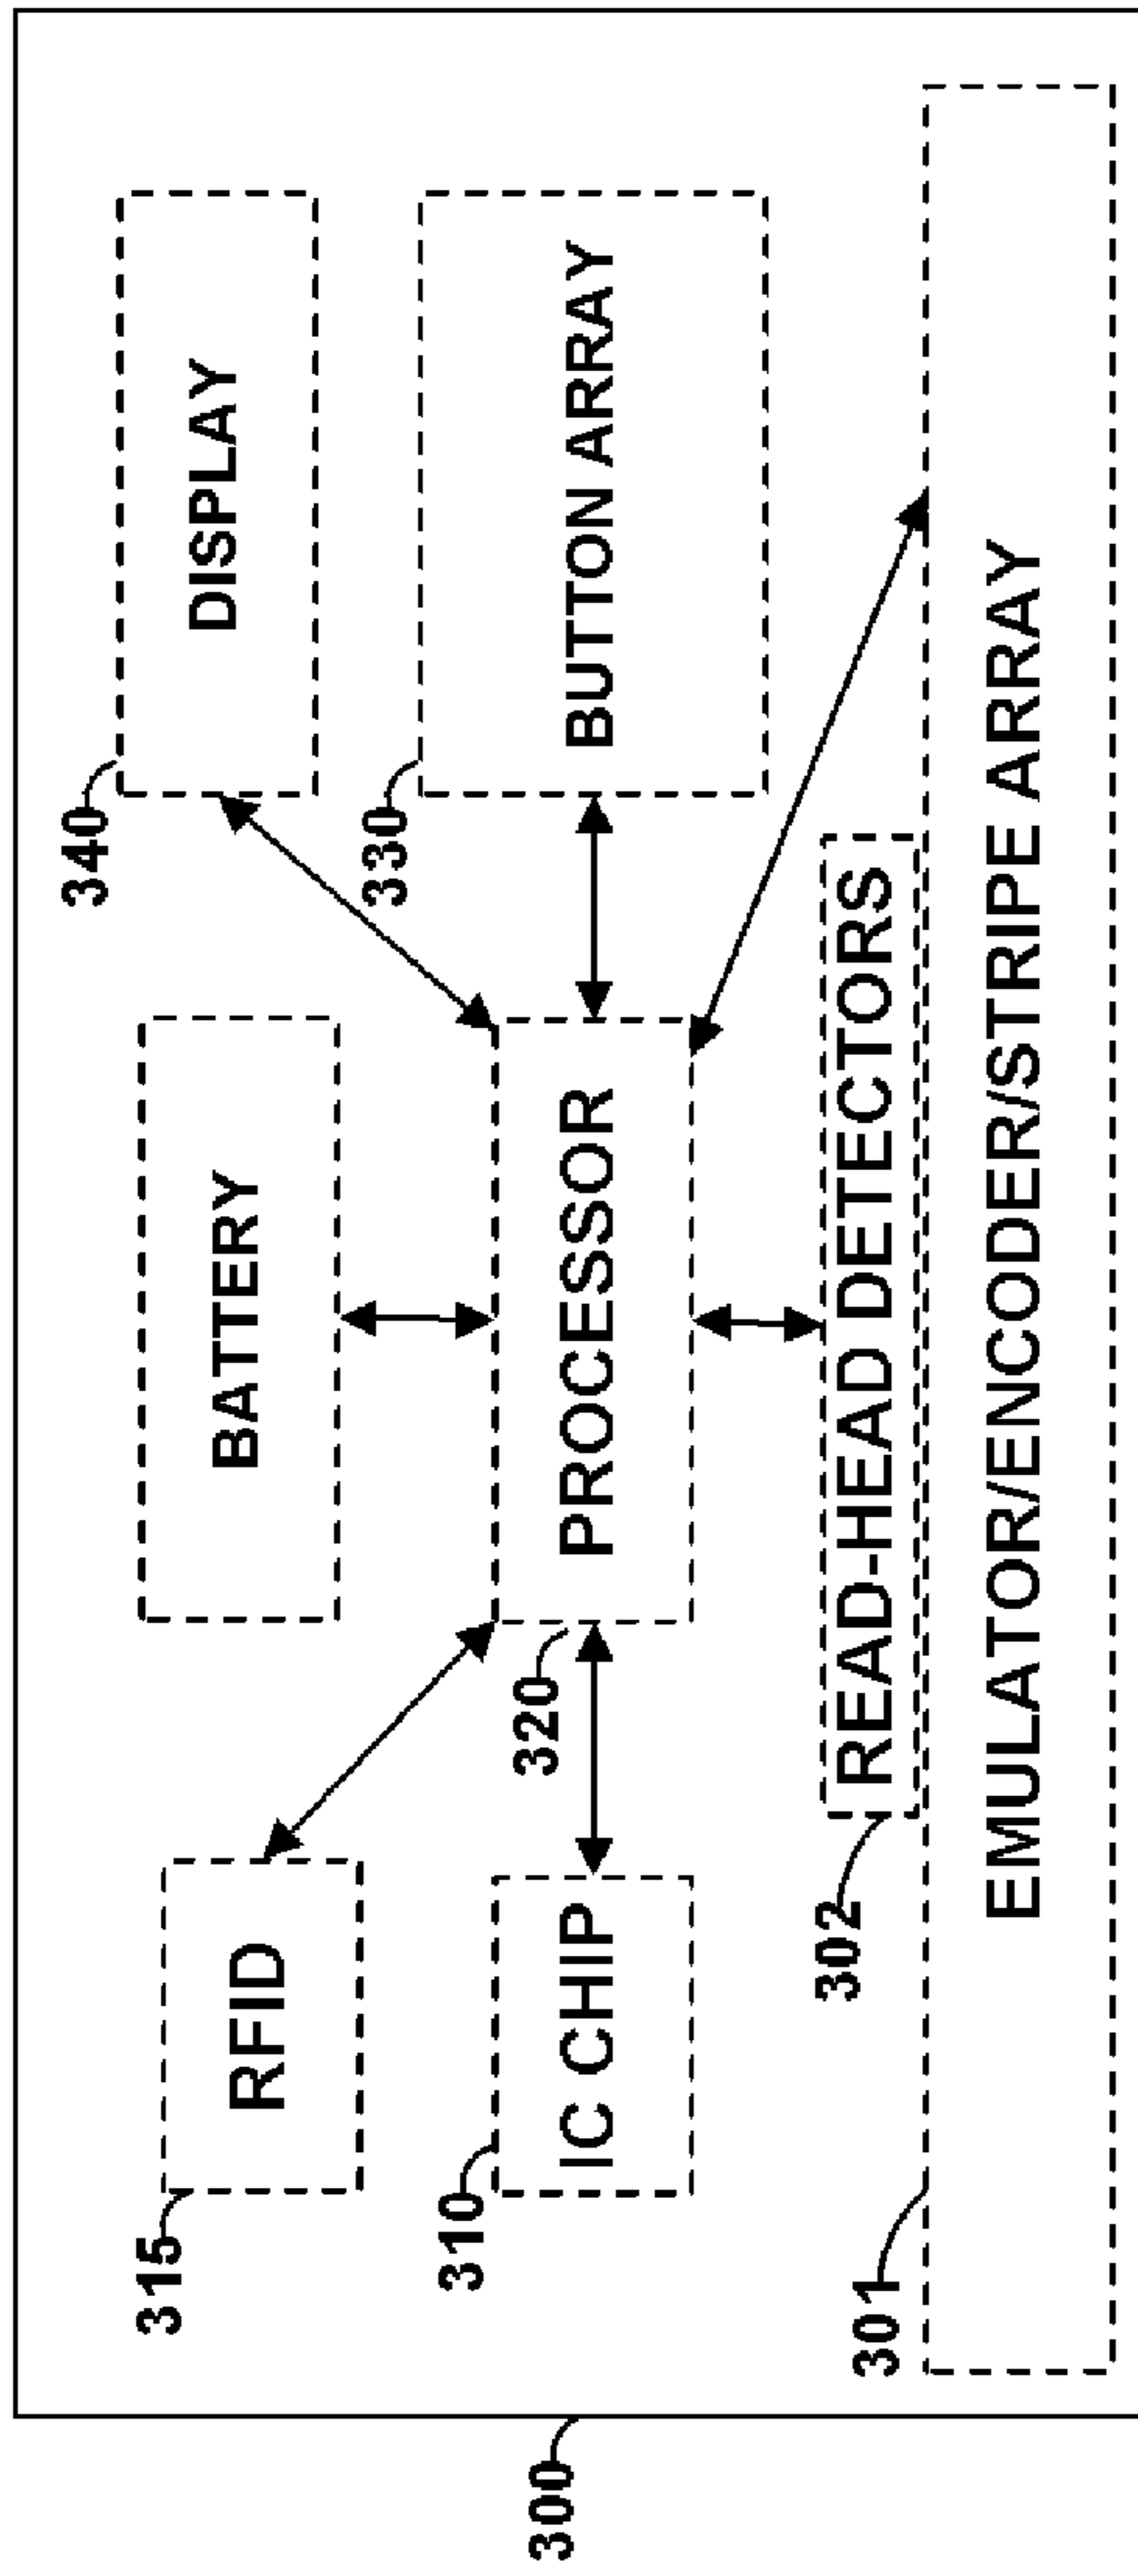 340
DISPLAY
330
BUTTON ARRAY
BATTERY
320
PROCESSOR
315
RFID
310
IC CHIP
302
READ-HEAD DETECTORS
301
EMULATOR/ENCODER/STRIPE ARRAY
300